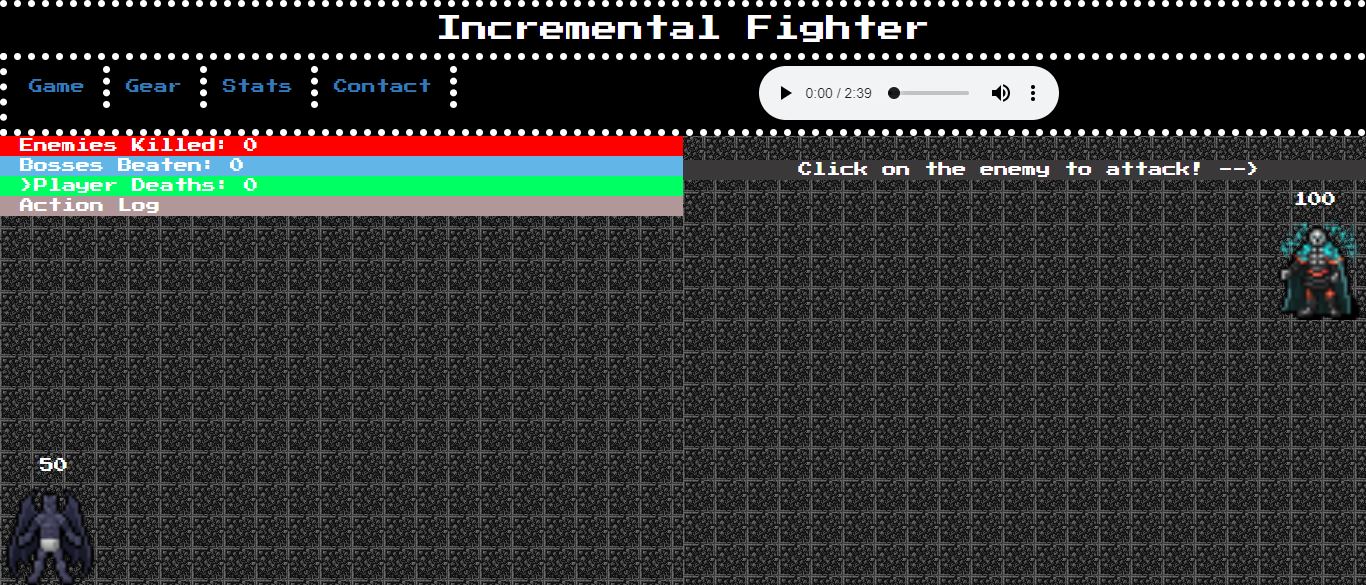 Incremental Fighter
Game Gear Stats Contact
0:00 / 2:39
Enemies Killed: 0
Bosses Beaten: 0
>Player Deaths: 0
Action Log
Click on the enemy to attack! -->
100
50